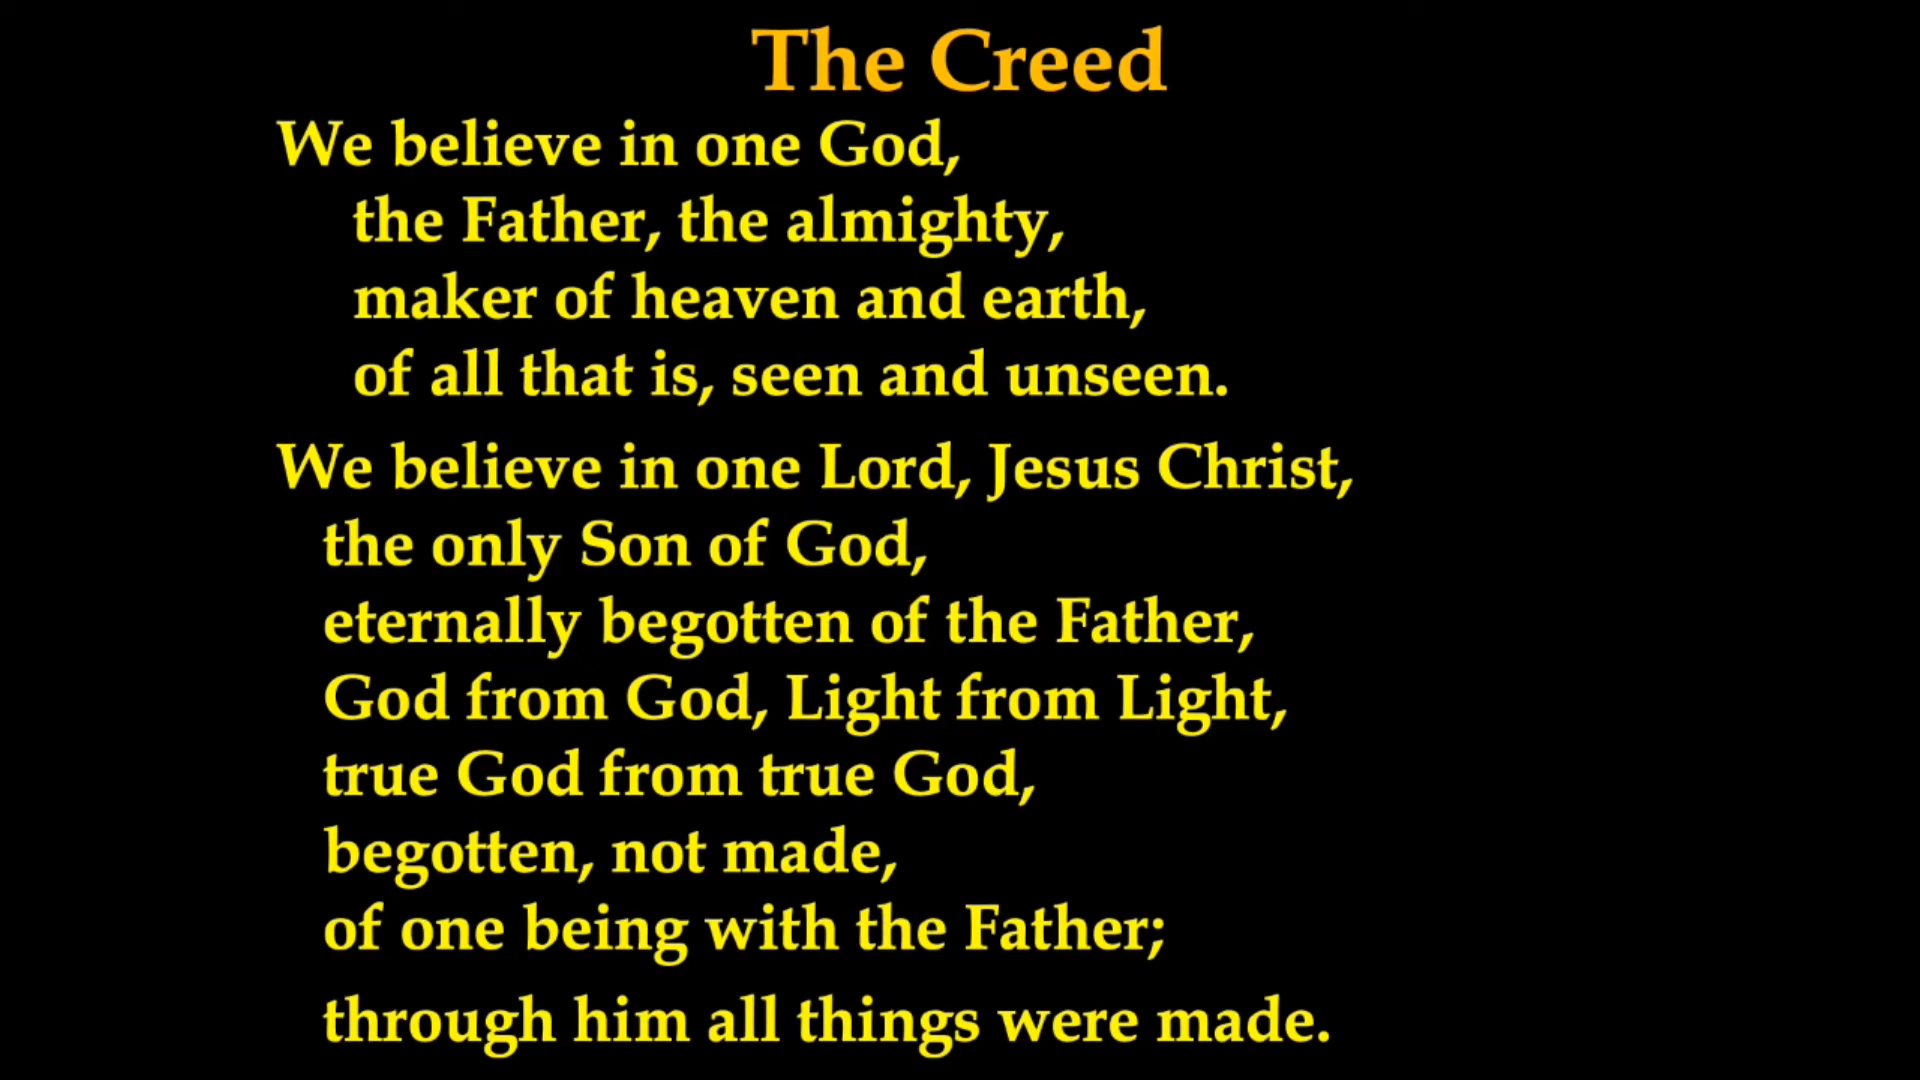 The Creed
We believe in one God,
the Father, the almighty,
maker of heaven and earth,
of all that is, seen and unseen.
We believe in one Lord, Jesus Christ,
the only Son of God,
eternally begotten of the Father,
God from God, Light from Light,
true God from true God,
begotten, not made,
of one being with the Father;
through him all things were made.